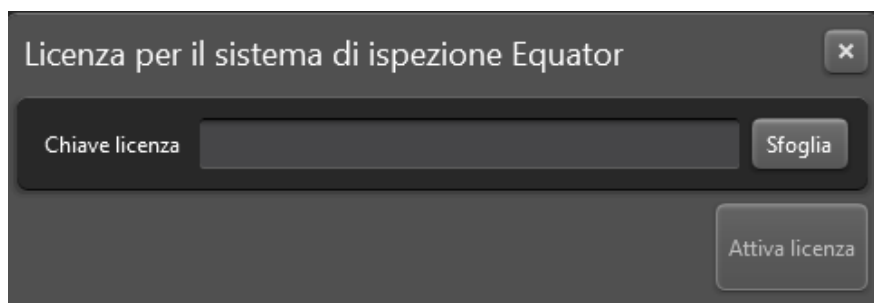 Licenza per il sistema di ispezione Equator
Chiave licenza
Sfoglia
Attiva licenza